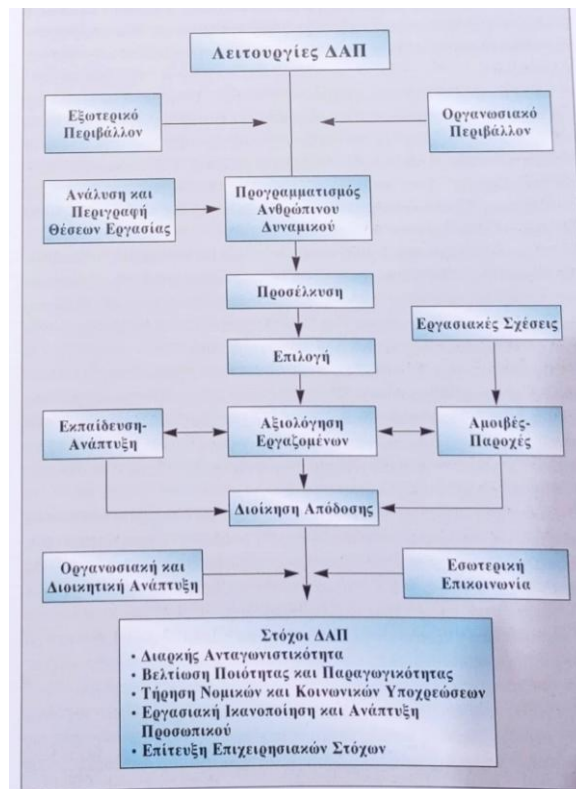 Λειτουργίες ΔΑΠ
Εξωτερικό
Περιβάλλον
Οργανωσιακό
Περιβάλλον
Ανάλυση και
Περιγραφή
Θέσεων Εργασίας
Προγραμματισμός
Ανθρώπινου
Δυναμικού
Προσέλκυση
Εργασιακές Σχέσεις
Επιλογή
Εκπαίδευση-
Ανάπτυξη
Αξιολόγηση
Εργαζομένων
Αμοιβές-
Παροχές
Διοίκηση Απόδοσης
Οργανωσιακή και
Διοικητική Ανάπτυξη
Εσωτερική
Επικοινωνία
Στόχοι ΔΑΠ
• Διαρκής Ανταγωνιστικότητα
• Βελτίωση Ποιότητας και Παραγωγικότητας
• Τήρηση Νομικών και Κοινωνικών Υποχρεώσεων
• Εργασιακή Ικανοποίηση και Ανάπτυξη
Προσωπικού
• Επίτευξη Επιχειρησιακών Στόχων